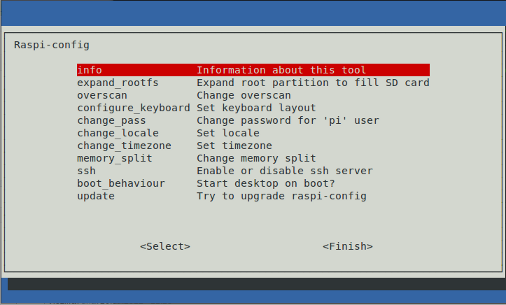 Raspi-config
info Information about this tool
expand_rootfs Expand root partition to fill SD card
overscan Change overscan
configure_keyboard Set keyboard layout
change_pass Change password for 'pi' user
change_locale Set locale
change_timezone Set timezone
memory_split Change memory split
ssh Enable or disable ssh server
boot_behaviour Start desktop on boot?
update Try to upgrade raspi-config
<Select> <Finish>